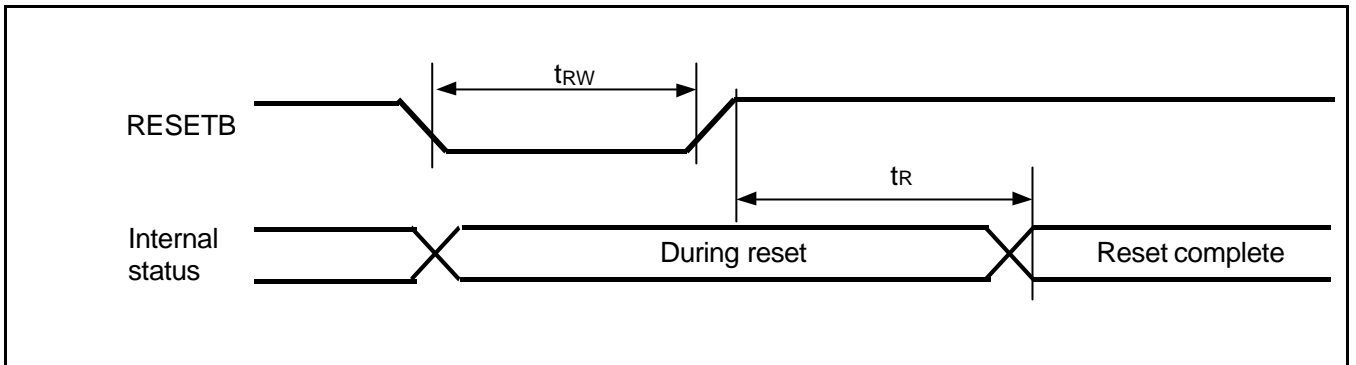 tRW
RESETB
tR
Internal
status
During reset
Reset complete